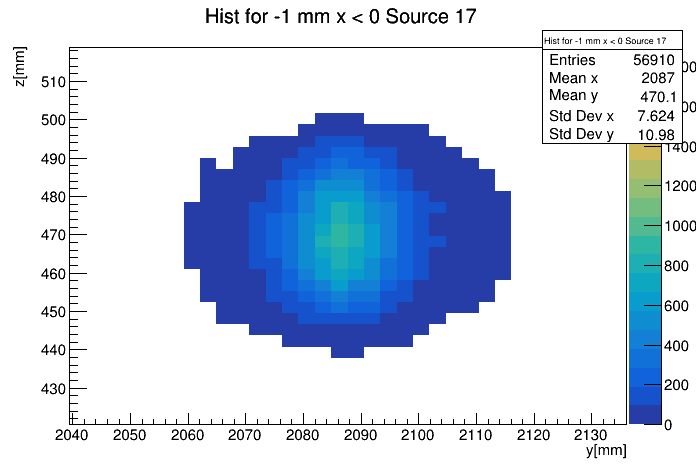 Hist for -1 mm x < 0 Source 17
z[mm]
Hist for -1 mm x < 0 Source 17
Entries 56910
Mean x 2087
Mean y 470.1
Std Dev x 7.624
Std Dev y 10.98
510
500
490
480
470
460
450
440
430
2040 2050 2060 2070 2080 2090 2100 2110 2120 2130
y[mm]
1400
1200
1000
800
600
400
200
0